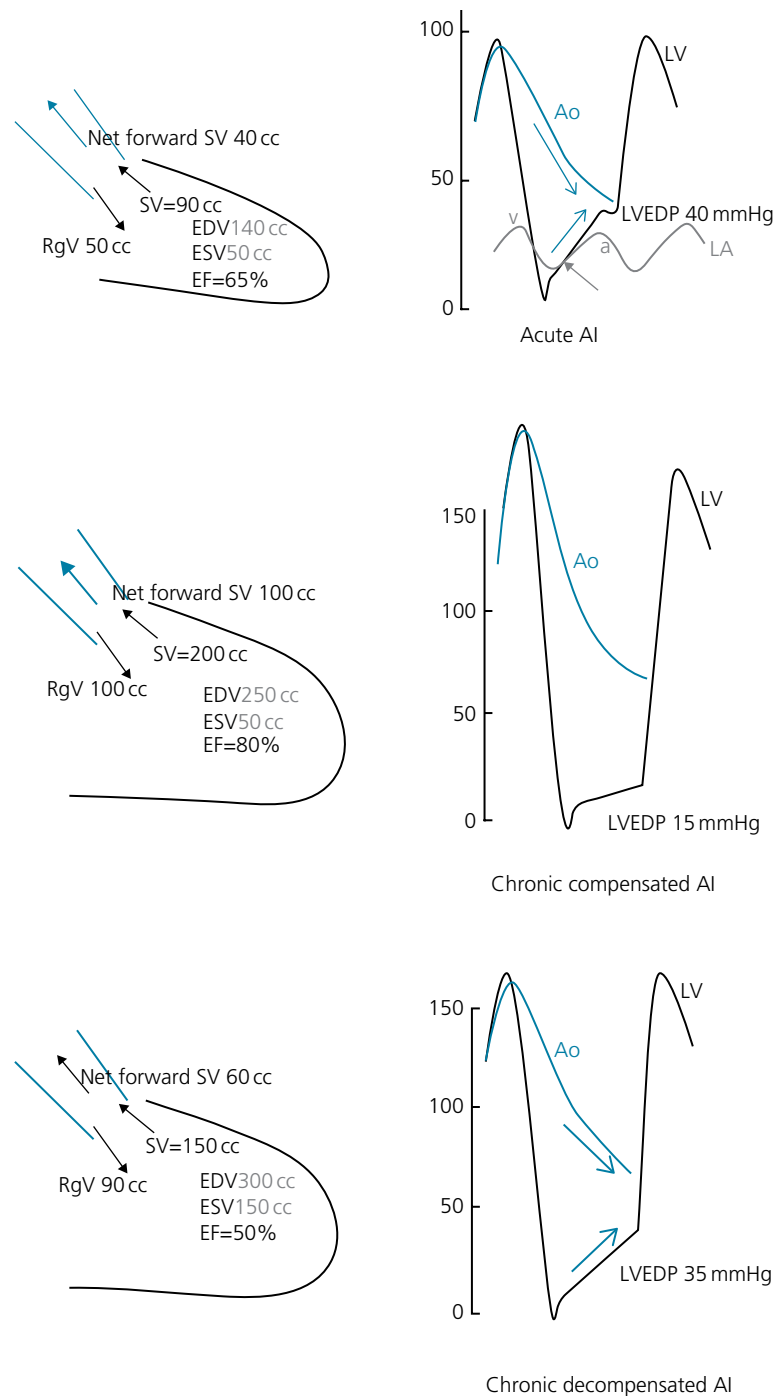 Net forward SV 40 cc
SV=90 cc
RgV 50 cc
EDV140 cc
ESV50 cc
EF=65%
100
50
0
LV
Ao
v
a
LVEDP 40 mmHg
LA
Acute AI
Net forward SV 100 cc
SV=200 cc
RgV 100 cc
EDV250 cc
ESV50 cc
EF=80%
150
100
50
0
LV
Ao
LVEDP 15 mmHg
Chronic compensated AI
Net forward SV 60 cc
SV=150 cc
RgV 90 cc
EDV300 cc
ESV150 cc
EF=50%
150
100
50
0
LV
Ao
LVEDP 35 mmHg
Chronic decompensated AI